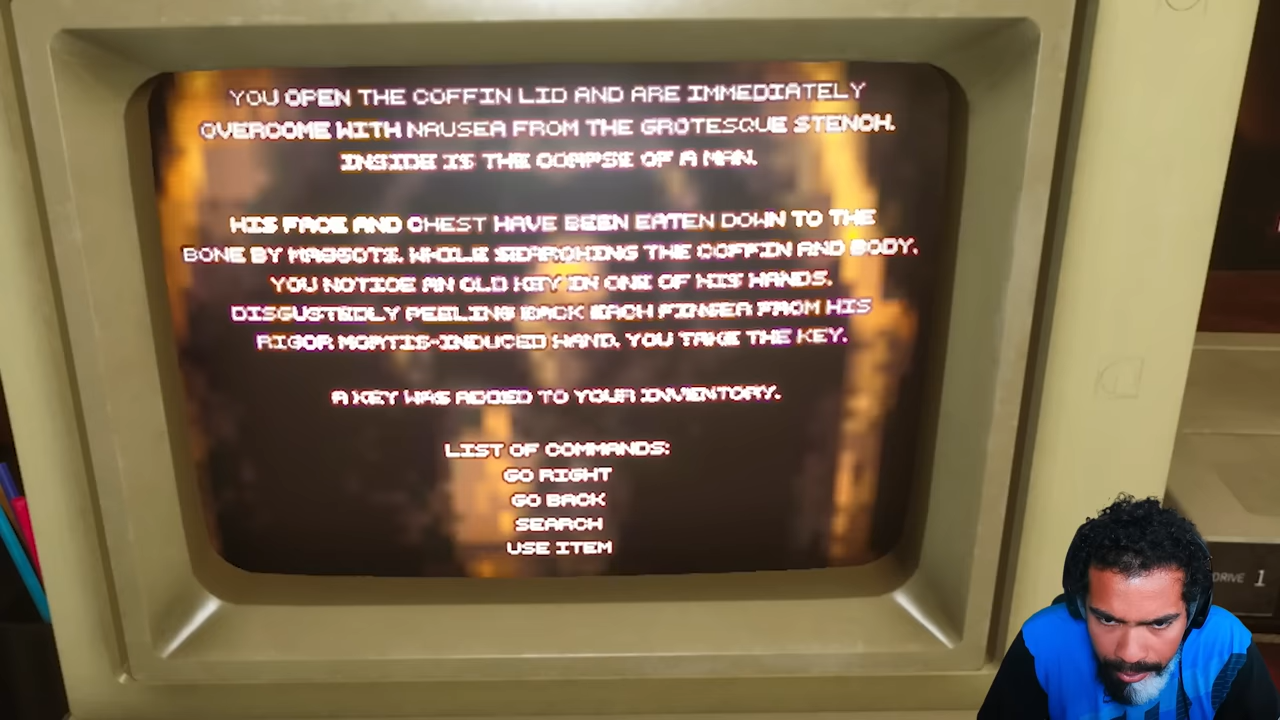 YOU OPEN THE COFFIN LID AND ARE IMMEDIATELY
OVERCOME WITH NAUSEA FROM THE GROTESQUE STENCH.
INSIDE IS THE CORPSE OF A MAN.
HIS FACE AND CHEST HAVE BEEN EATEN DOWN TO THE
BONE BY MAGGOTS. WHILE SEARCHING THE COFFIN AND BODY,
YOU NOTICE AN OLD KEY IN ONE OF HIS HANDS.
DISGUSTEDLY PEELING BACK EACH FINGER FROM HIS
RIGOR MORTIS-INDUCED HAND, YOU TAKE THE KEY.
A KEY WAS ADDED TO YOUR INVENTORY.
LIST OF COMMANDS:
GO RIGHT
GO BACK
SEARCH
USE ITEM
DRIVE 1